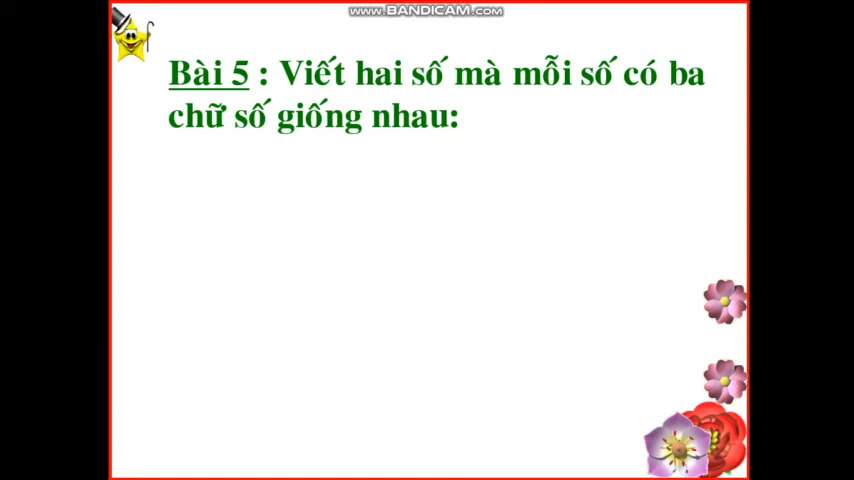 WWW.BANDICAM.COM
Bài 5 : Viết hai số mà mỗi số có ba
chữ số giống nhau: